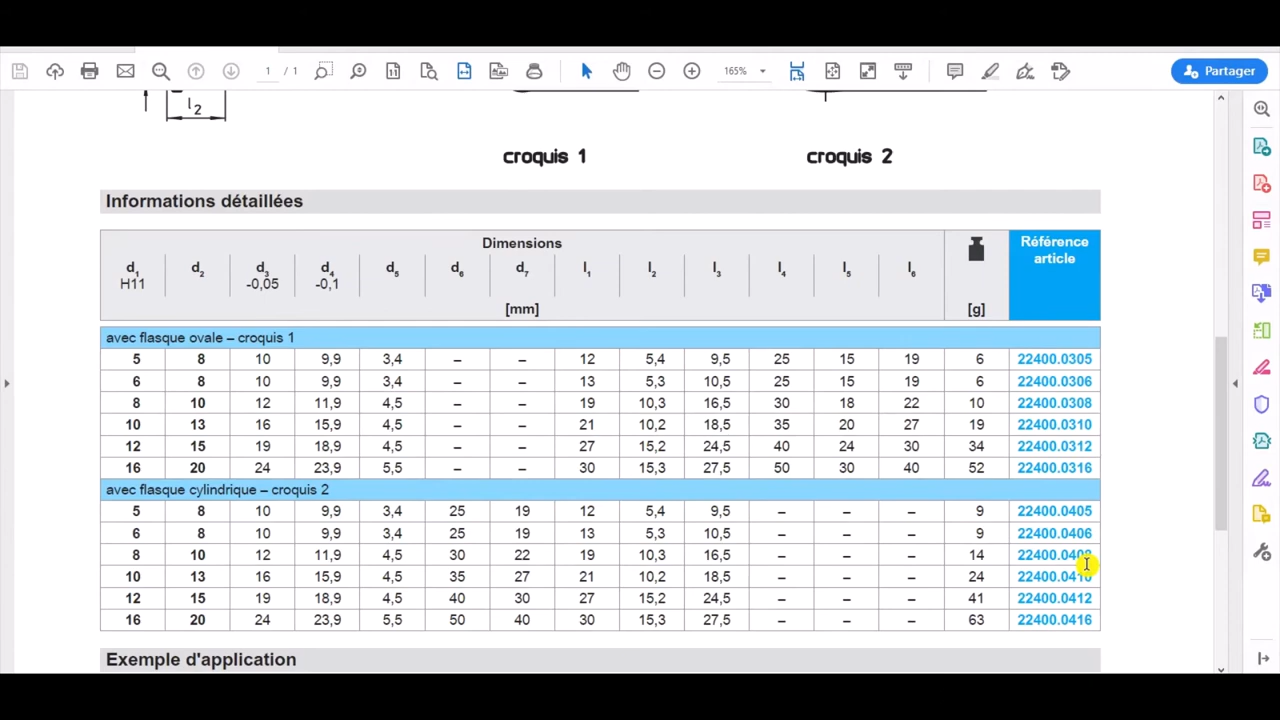 1 / 1 165% Partager
l2
croquis 1 croquis 2
Informations détaillées
Dimensions Référence article
d1 d2 d3 d4 d5 d6 d7 l1 l2 l3 l4 l5 l6
H11 -0,05 -0,1
[mm] [g]
avec flasque ovale – croquis 1
5 8 10 9,9 3,4 – – 12 5,4 9,5 25 15 19 6 22400.0305
6 8 10 9,9 3,4 – – 13 5,3 10,5 25 15 19 6 22400.0306
8 10 12 11,9 4,5 – – 19 10,3 16,5 30 18 22 10 22400.0308
10 13 16 15,9 4,5 – – 21 10,2 18,5 35 20 27 19 22400.0310
12 15 19 18,9 4,5 – – 27 15,2 24,5 40 24 30 34 22400.0312
16 20 24 23,9 5,5 – – 30 15,3 27,5 50 30 40 52 22400.0316
avec flasque cylindrique – croquis 2
5 8 10 9,9 3,4 25 19 12 5,4 9,5 – – – 9 22400.0405
6 8 10 9,9 3,4 25 19 13 5,3 10,5 – – – 9 22400.0406
8 10 12 11,9 4,5 30 22 19 10,3 16,5 – – – 14 22400.0408
10 13 16 15,9 4,5 35 27 21 10,2 18,5 – – – 24 22400.0410
12 15 19 18,9 4,5 40 30 27 15,2 24,5 – – – 41 22400.0412
16 20 24 23,9 5,5 50 40 30 15,3 27,5 – – – 63 22400.0416
Exemple d'application